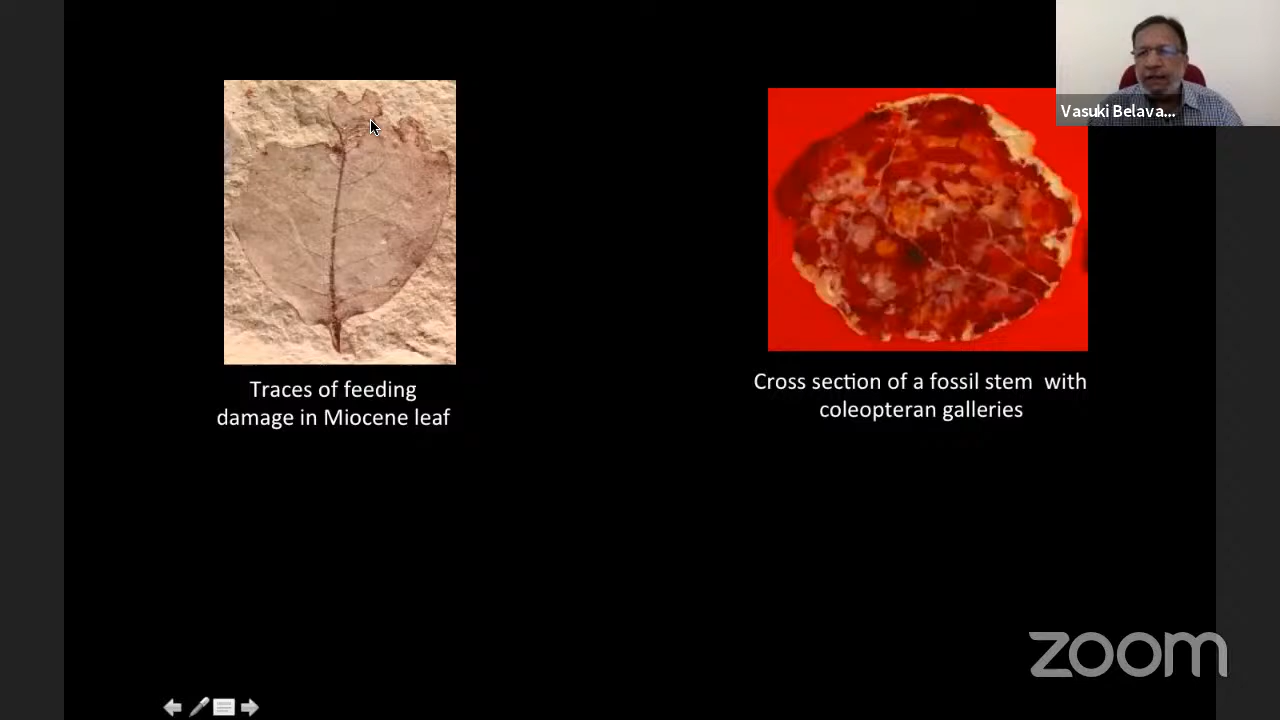 Vasuki Belava...
Traces of feeding
damage in Miocene leaf
Cross section of a fossil stem with
coleopteran galleries
zoom